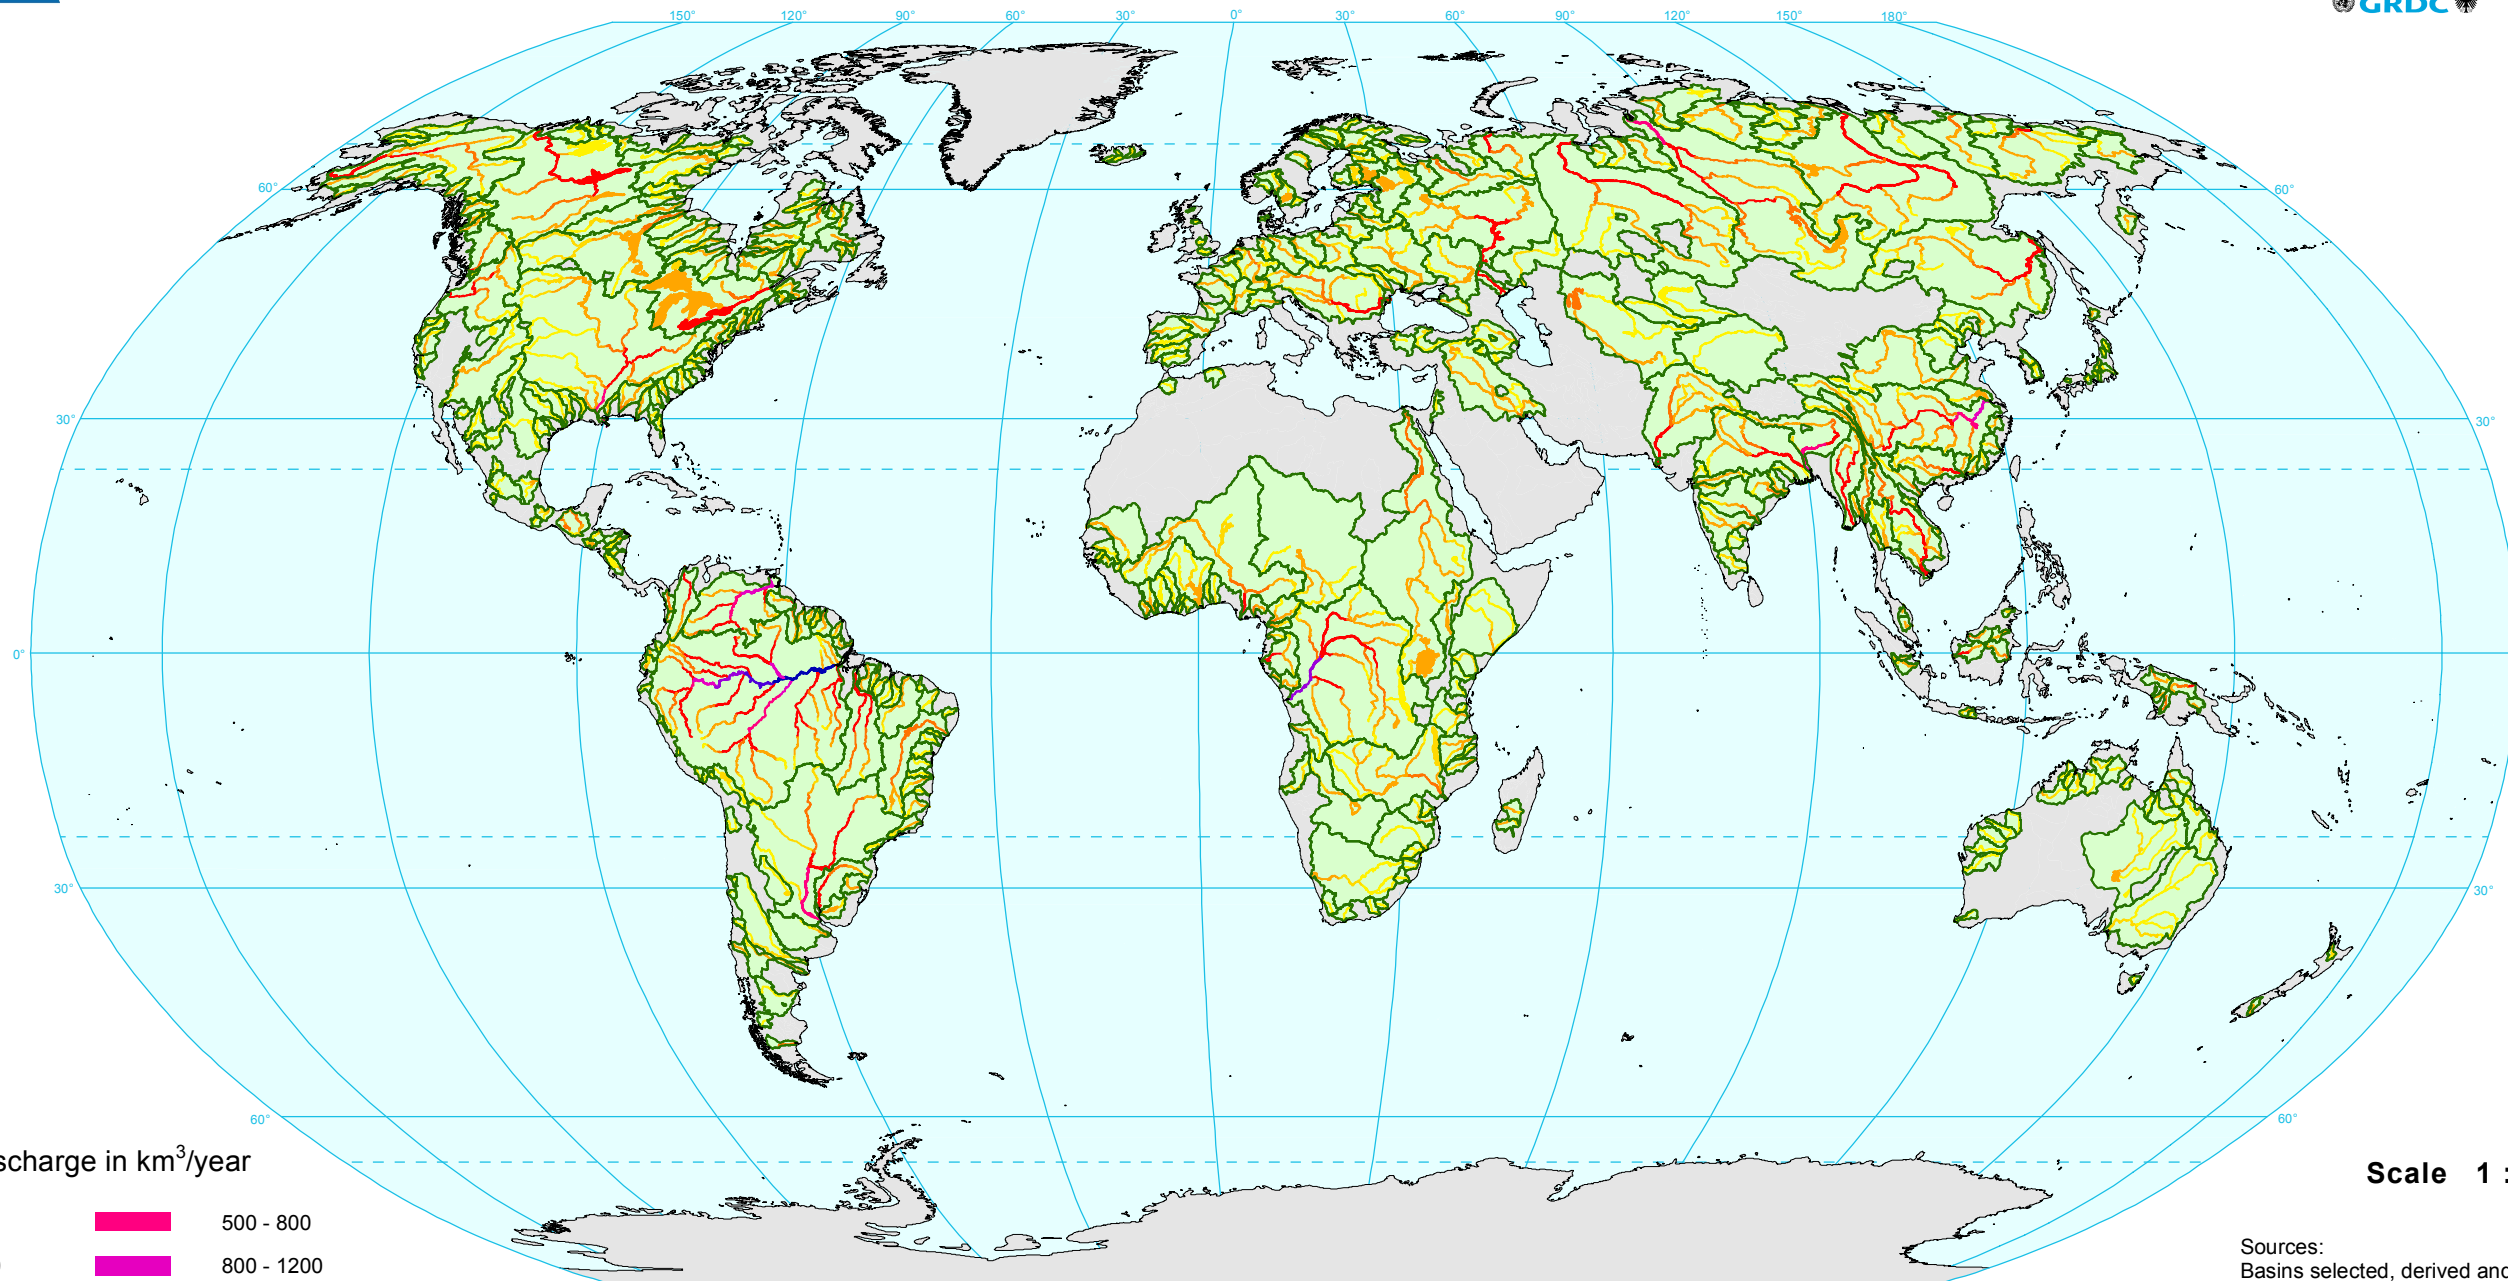 GRDC
150° 120° 90° 60° 30° 0° 30° 60° 90° 120° 150° 180°
60° 60°
30° 30°
0°
30° 30°
60° 60°
scharge in km³/year
500 - 800
800 - 1200
Scale 1 :
Sources:
Basins selected, derived and